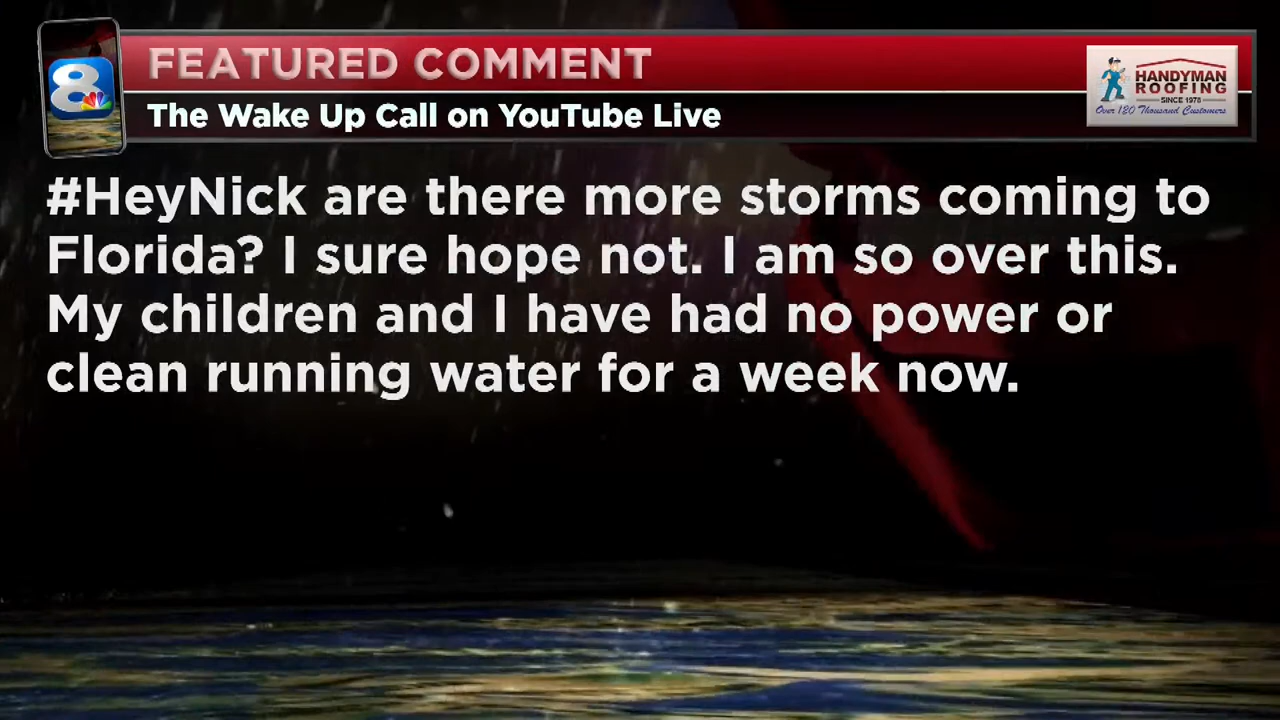 8
FEATURED COMMENT
The Wake Up Call on YouTube Live
HANDYMAN
ROOFING
SINCE 1978
Over 120 Thousand Customers
#HeyNick are there more storms coming to
Florida? I sure hope not. I am so over this.
My children and I have had no power or
clean running water for a week now.